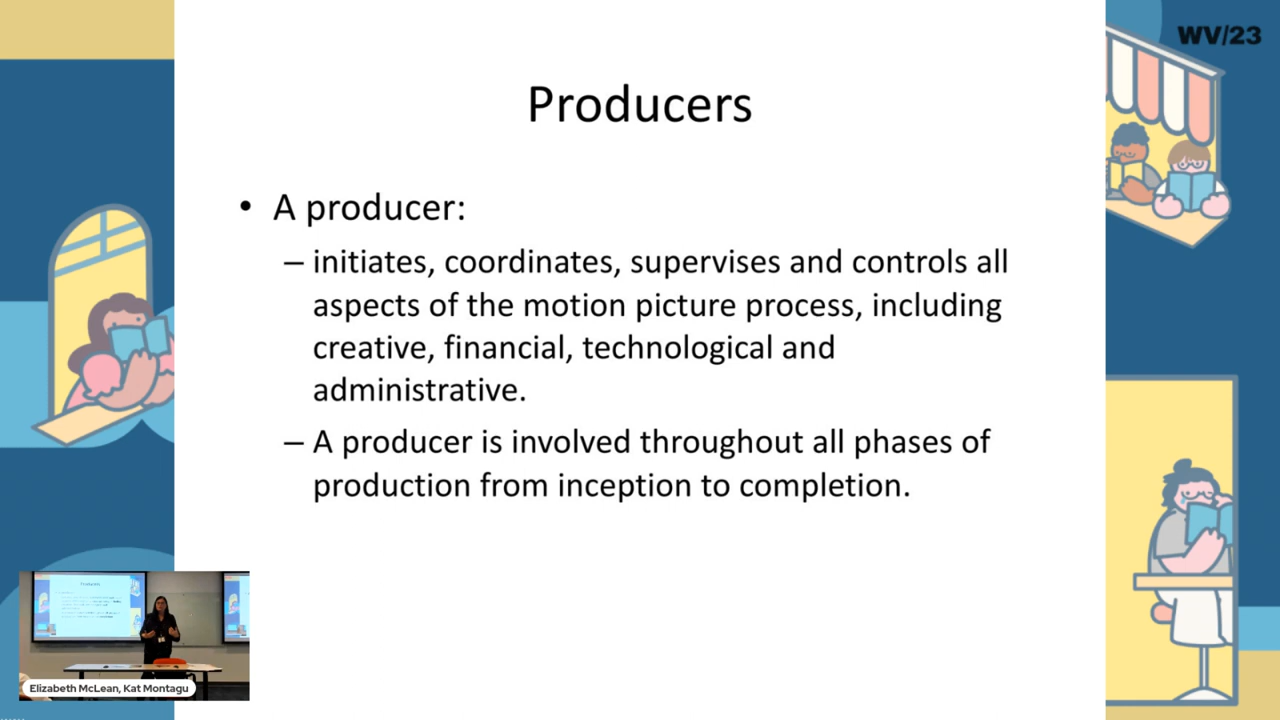 WV/23
Producers
• A producer:
– initiates, coordinates, supervises and controls all
aspects of the motion picture process, including
creative, financial, technological and
administrative.
– A producer is involved throughout all phases of
production from inception to completion.
Elizabeth McLean, Kat Montagu